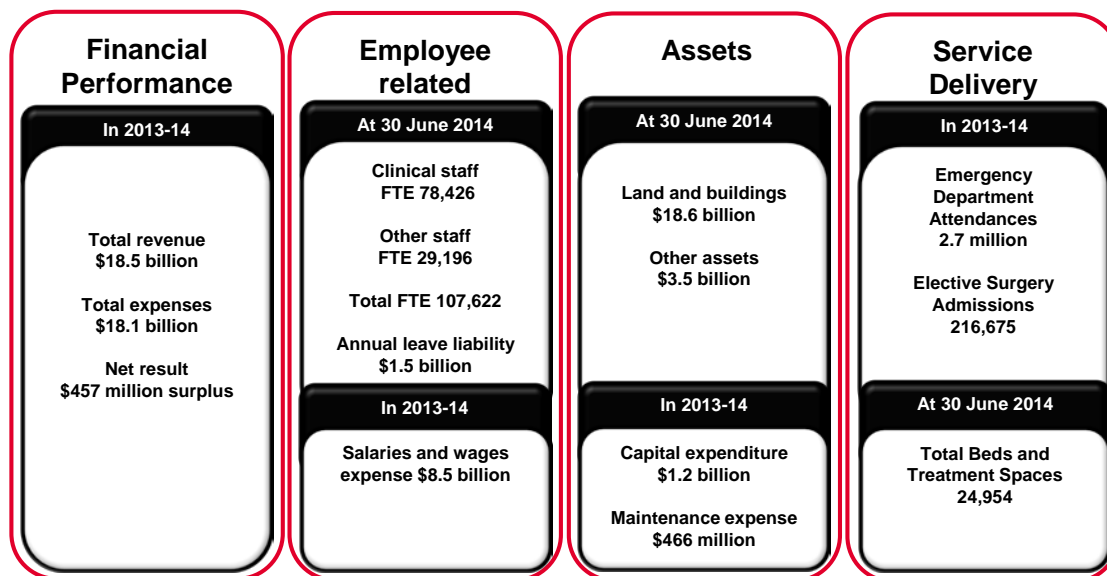 Financial
Performance
In 2013-14
Total revenue
$18.5 billion
Total expenses
$18.1 billion
Net result
$457 million surplus
Employee
related
At 30 June 2014
Clinical staff
FTE 78,426
Other staff
FTE 29,196
Total FTE 107,622
Annual leave liability
$1.5 billion
In 2013-14
Salaries and wages
expense $8.5 billion
Assets
At 30 June 2014
Land and buildings
$18.6 billion
Other assets
$3.5 billion
In 2013-14
Capital expenditure
$1.2 billion
Maintenance expense
$466 million
Service
Delivery
In 2013-14
Emergency
Department
Attendances
2.7 million
Elective Surgery
Admissions
216,675
At 30 June 2014
Total Beds and
Treatment Spaces
24,954